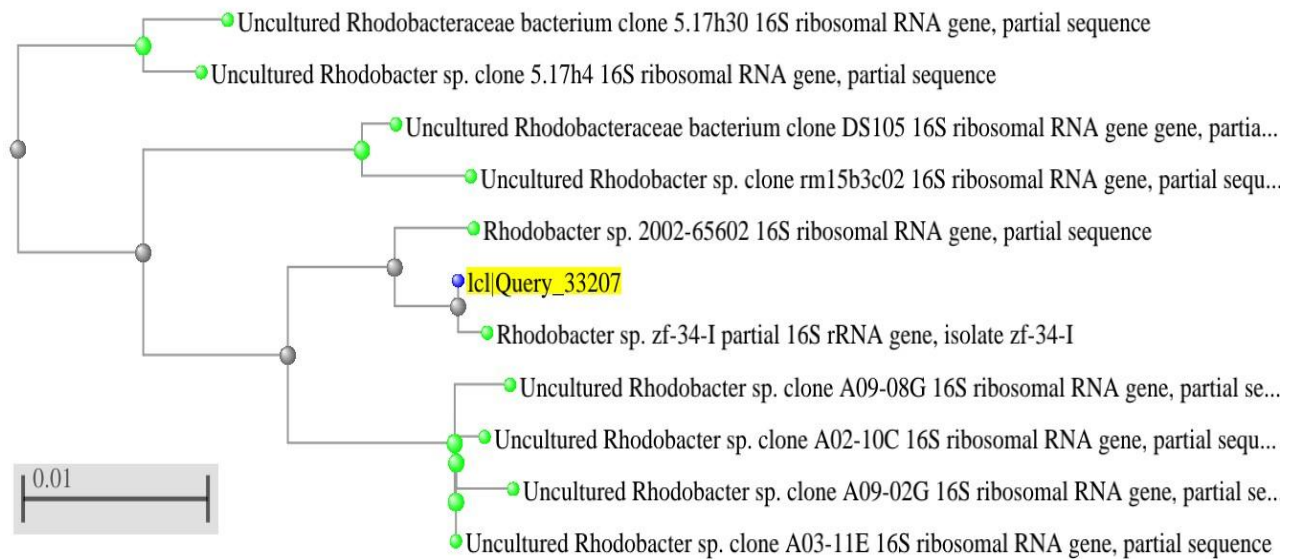 Uncultured Rhodobacteraceae bacterium clone 5.17h30 16S ribosomal RNA gene, partial sequence
Uncultured Rhodobacter sp. clone 5.17h4 16S ribosomal RNA gene, partial sequence
Uncultured Rhodobacteraceae bacterium clone DS105 16S ribosomal RNA gene gene, partia...
Uncultured Rhodobacter sp. clone rm15b3c02 16S ribosomal RNA gene, partial sequ...
Rhodobacter sp. 2002-65602 16S ribosomal RNA gene, partial sequence
lcl|Query_33207
Rhodobacter sp. zf-34-I partial 16S rRNA gene, isolate zf-34-I
Uncultured Rhodobacter sp. clone A09-08G 16S ribosomal RNA gene, partial se...
Uncultured Rhodobacter sp. clone A02-10C 16S ribosomal RNA gene, partial sequ...
Uncultured Rhodobacter sp. clone A09-02G 16S ribosomal RNA gene, partial se..
Uncultured Rhodobacter sp. clone A03-11E 16S ribosomal RNA gene, partial sequence
0.01